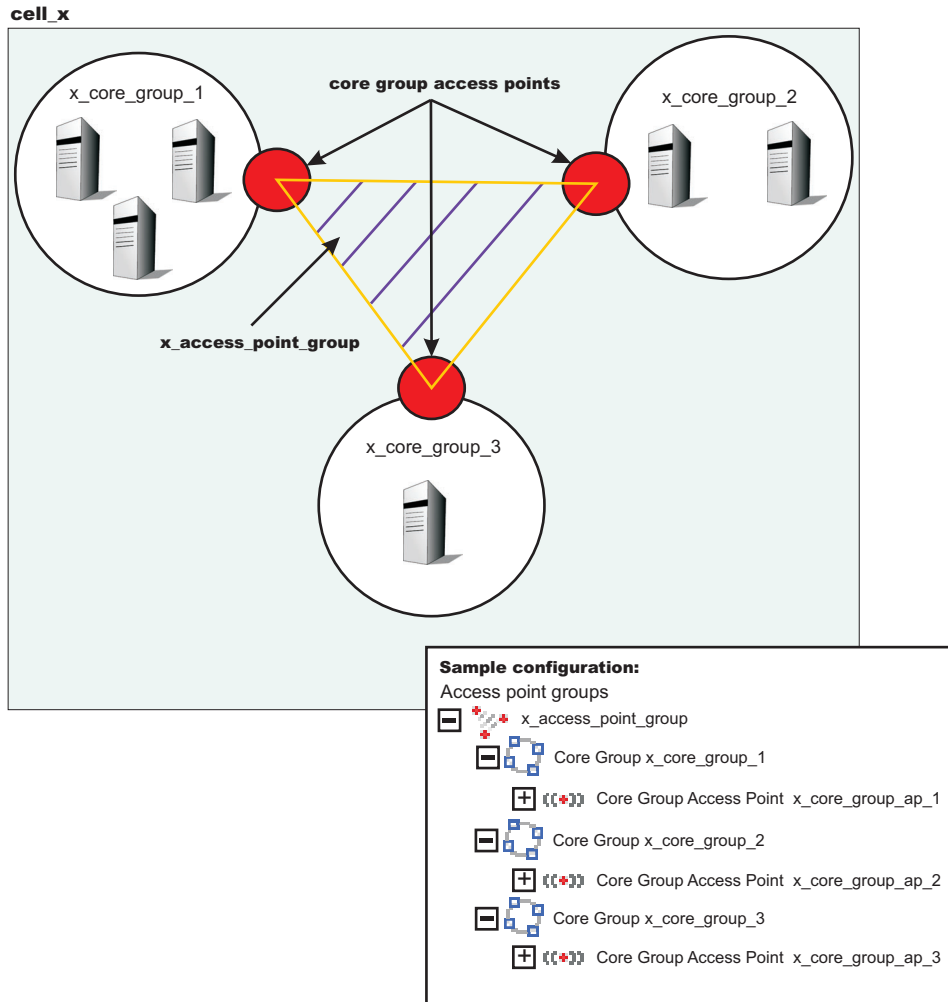 cell_x
x_core_group_1
core group access points
x_core_group_2
x_access_point_group
x_core_group_3
Sample configuration:
Access point groups
x_access_point_group
Core Group x_core_group_1
Core Group Access Point x_core_group_ap_1
Core Group x_core_group_2
Core Group Access Point x_core_group_ap_2
Core Group x_core_group_3
Core Group Access Point x_core_group_ap_3